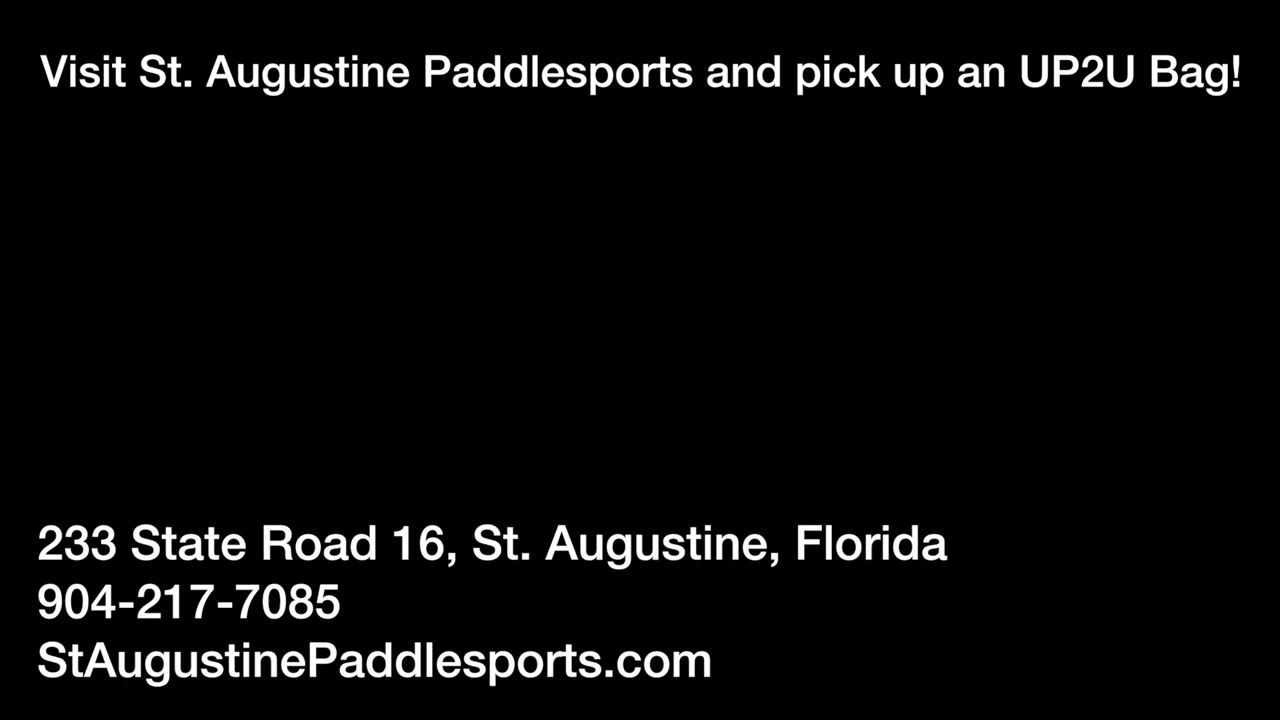 Visit St. Augustine Paddlesports and pick up an UP2U Bag!
233 State Road 16, St. Augustine, Florida
904-217-7085
StAugustinePaddlesports.com